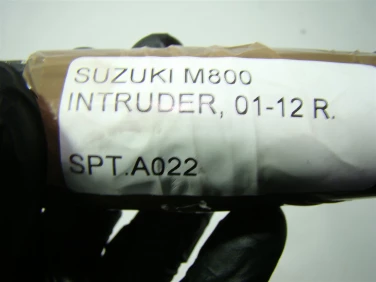 SUZUKI M800
INTRUDER, 01-12 R.
SPT.A022